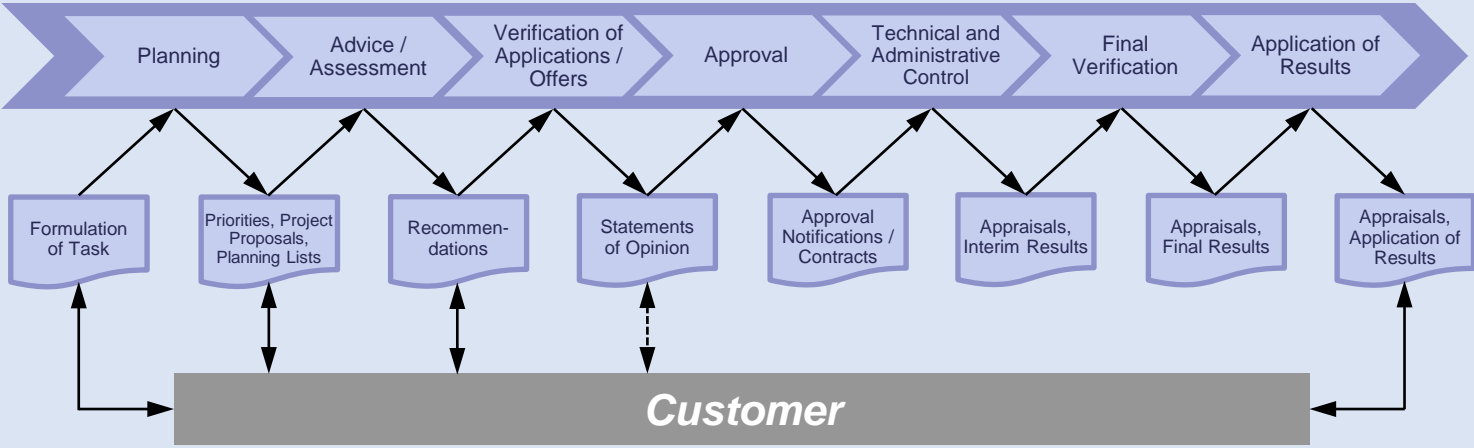 Planning
Advice /
Assessment
Verification of
Applications /
Offers
Approval
Technical and
Administrative
Control
Final
Verification
Application of
Results
Formulation
of Task
Priorities, Project
Proposals,
Planning Lists
Recommen-
dations
Statements
of Opinion
Approval
Notifications /
Contracts
Appraisals,
Interim Results
Appraisals,
Final Results
Appraisals,
Application of
Results
Customer